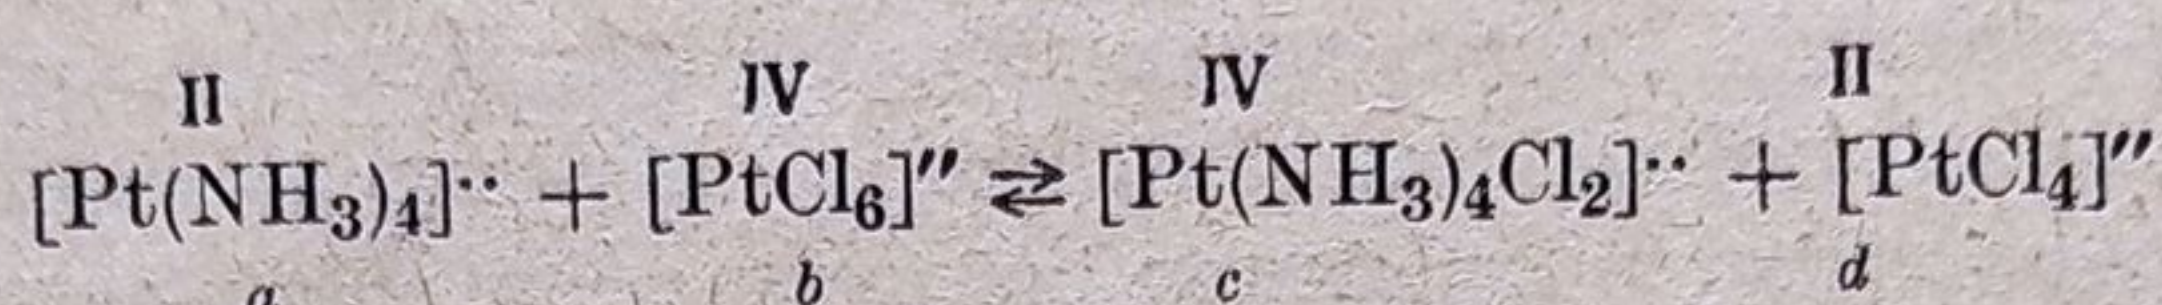 II IV IV II
[Pt(NH₃)₄]·· + [PtCl₆]″ ⇄ [Pt(NH₃)₄Cl₂]·· + [PtCl₄]″
a b c d